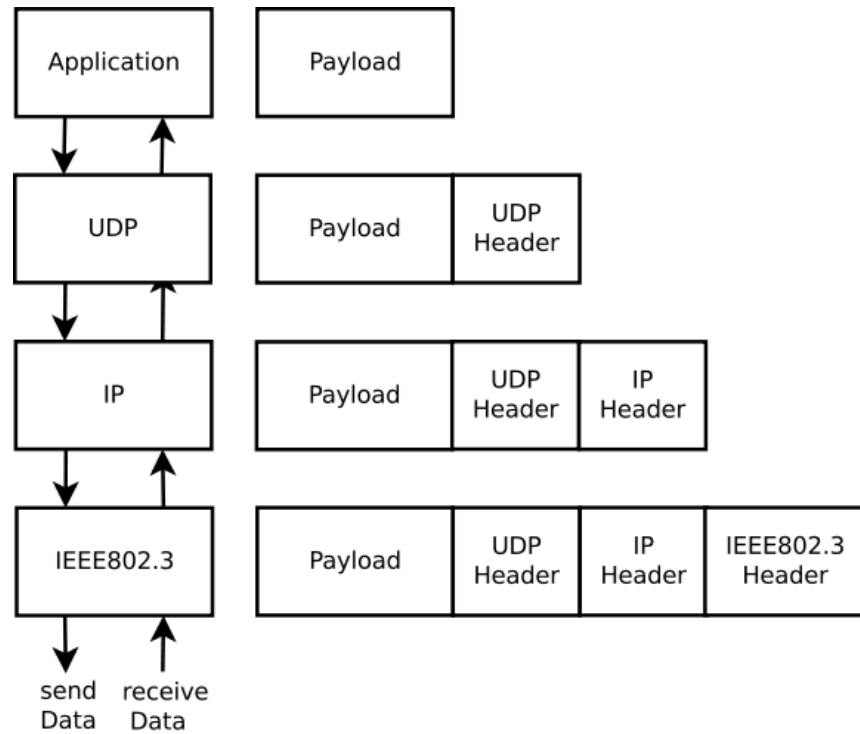 Application
Payload
UDP
Payload
UDP
Header
IP
Payload
UDP
Header
IP
Header
IEEE802.3
Payload
UDP
Header
IP
Header
IEEE802.3
Header
send
Data
receive
Data